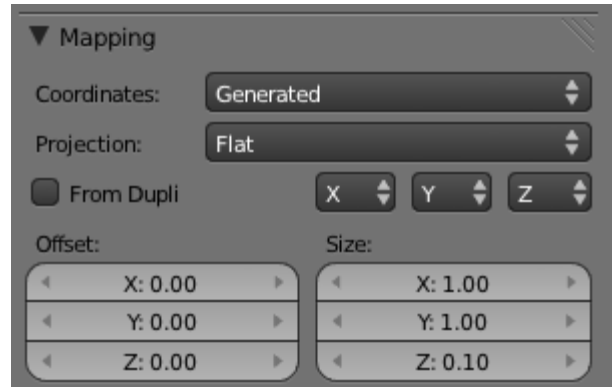 Mapping
Coordinates: Generated
Projection: Flat
From Dupli X Y Z
Offset: Size:
X: 0.00 X: 1.00
Y: 0.00 Y: 1.00
Z: 0.00 Z: 0.10